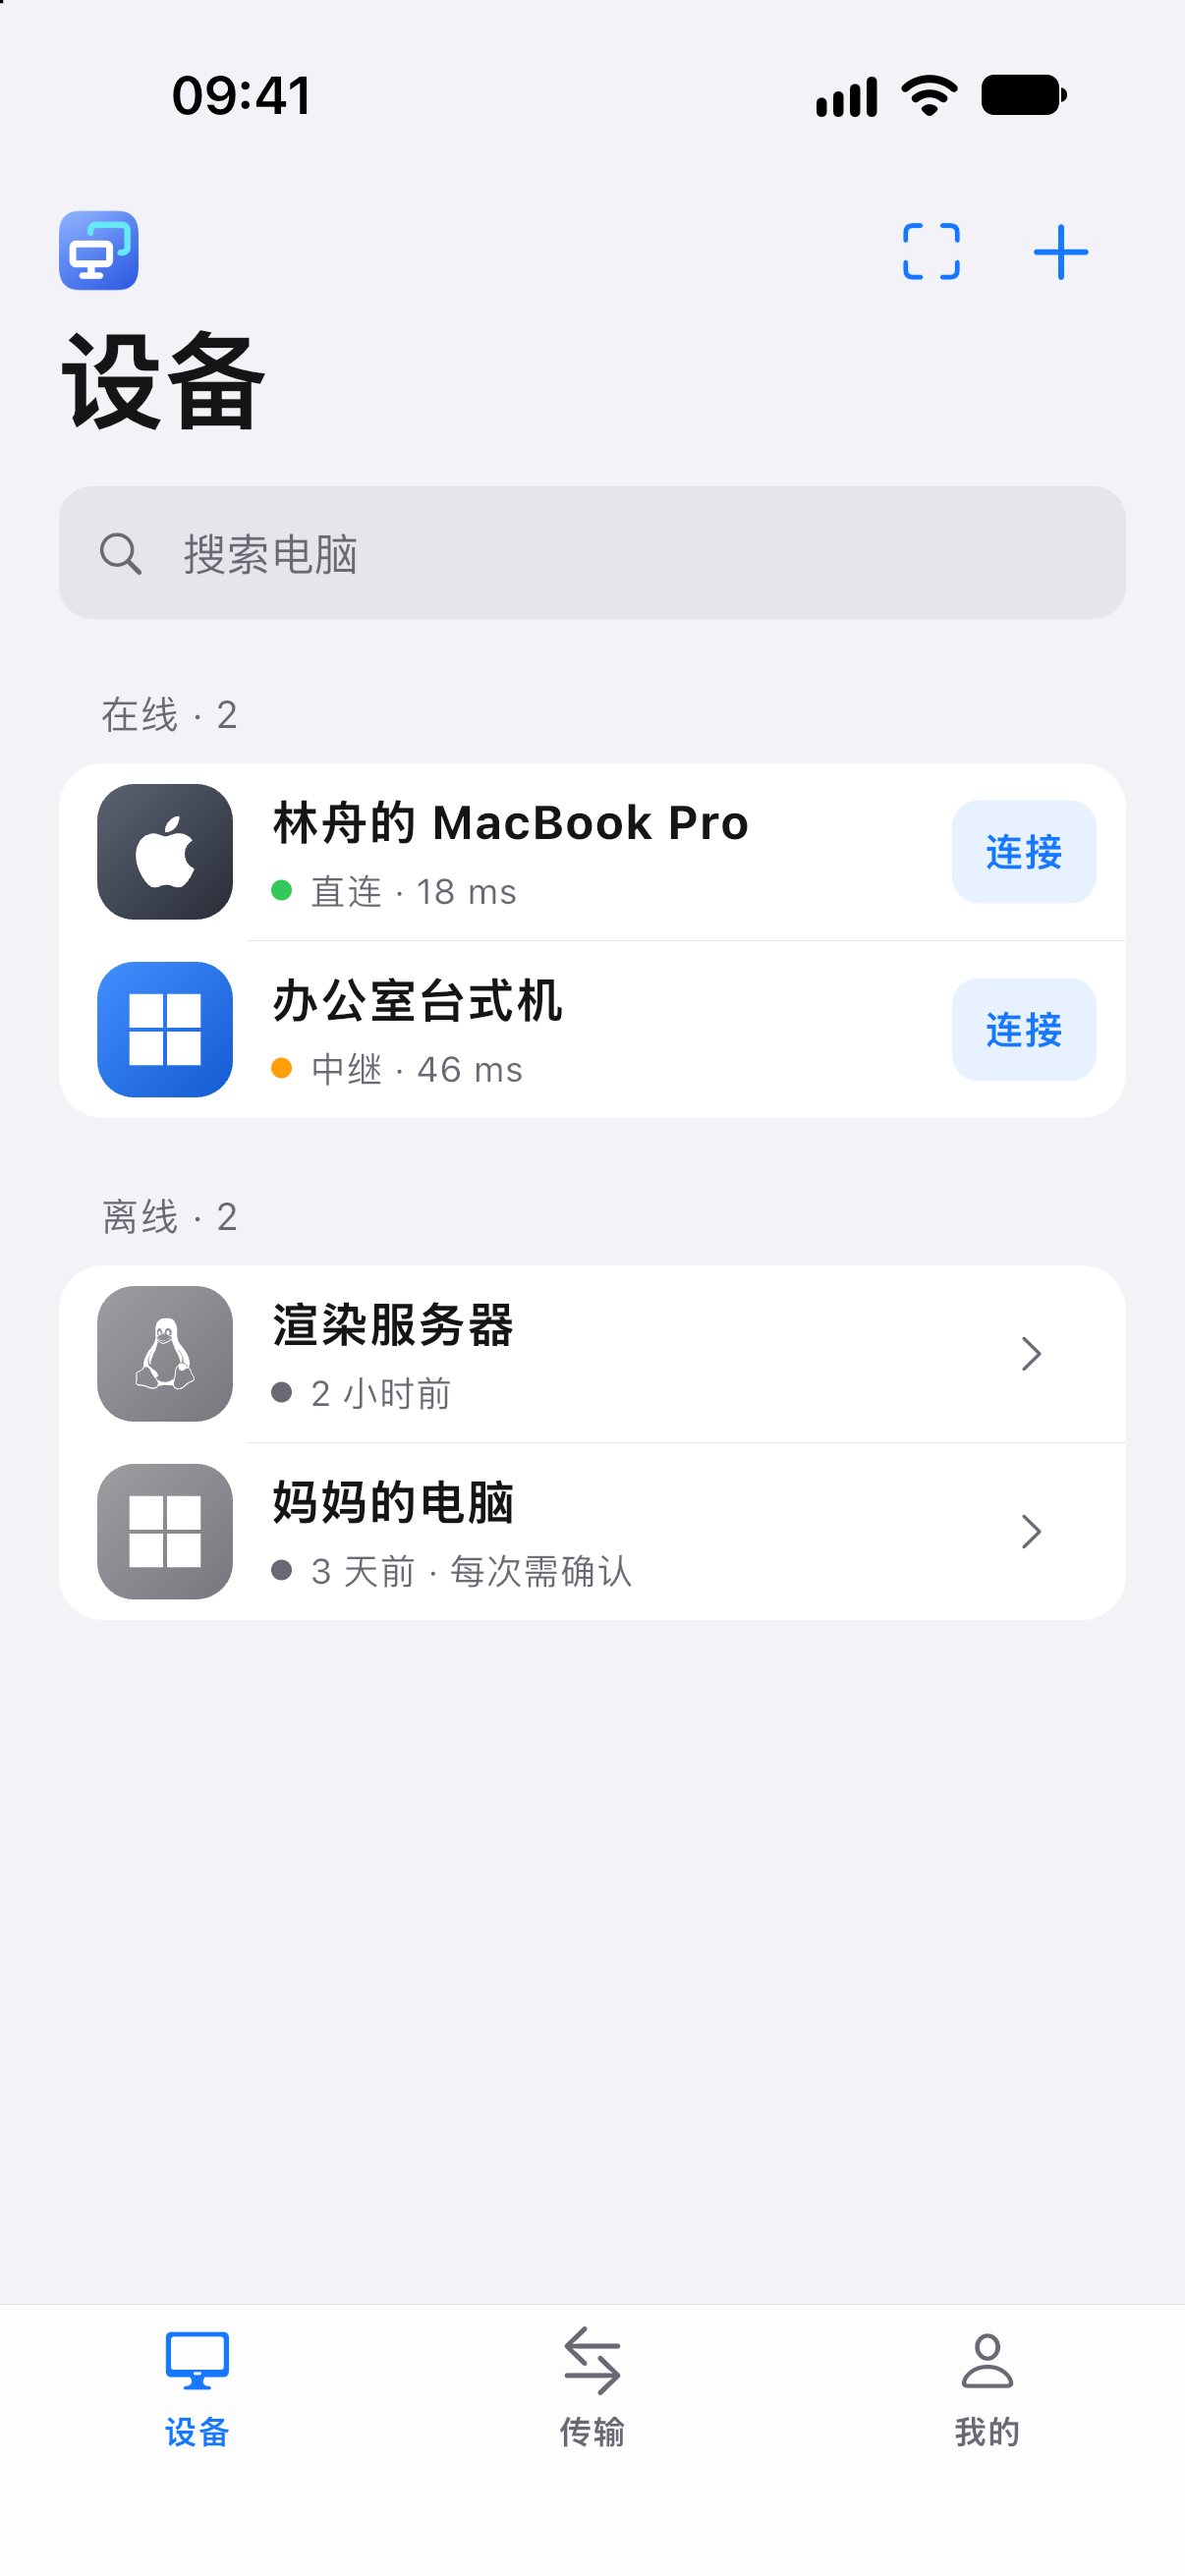 09:41
设备
搜索电脑
在线 · 2
林舟的 MacBook Pro
直连 · 18 ms
连接
办公室台式机
中继 · 46 ms
连接
离线 · 2
渲染服务器
2 小时前
妈妈的电脑
3 天前 · 每次需确认
设备
传输
我的